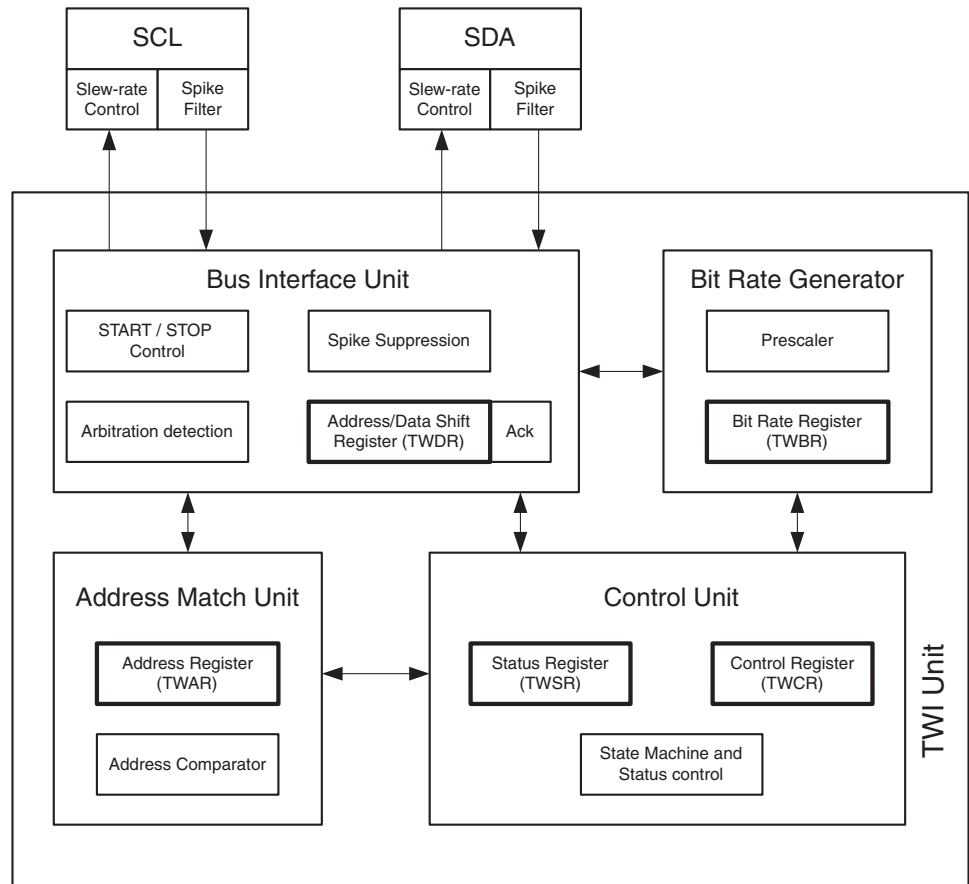 SCL
SDA
Slew-rate
Control
Spike
Filter
Slew-rate
Control
Spike
Filter
Bus Interface Unit
START / STOP
Control
Spike Suppression
Arbitration detection
Address/Data Shift
Register (TWDR)
Ack
Bit Rate Generator
Prescaler
Bit Rate Register
(TWBR)
Address Match Unit
Address Register
(TWAR)
Address Comparator
Control Unit
Status Register
(TWSR)
Control Register
(TWCR)
State Machine and
Status control
TWI Unit